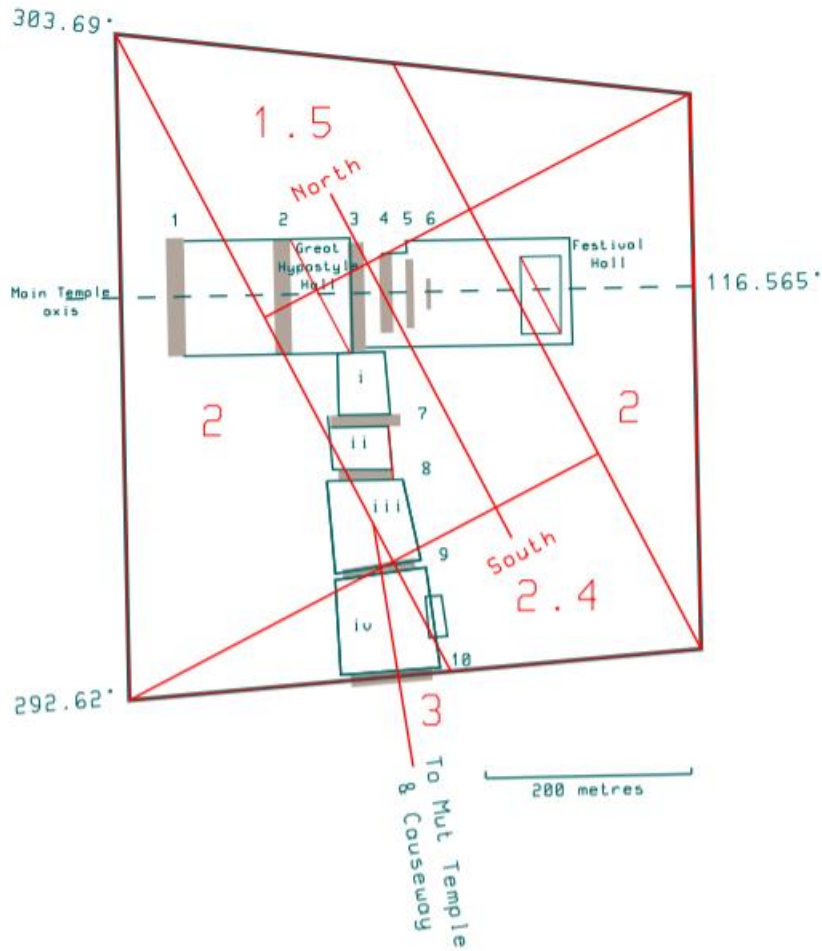 303.69°
1.5
North
1
2
3
4
5
6
Great
Hypostyle
Hall
Festival
Hall
Main Temple
axis
116.565°
i
2
2
7
ii
8
iii
9
South
2.4
iv
10
292.62°
3
To Mut Temple
& Causeway
200 metres